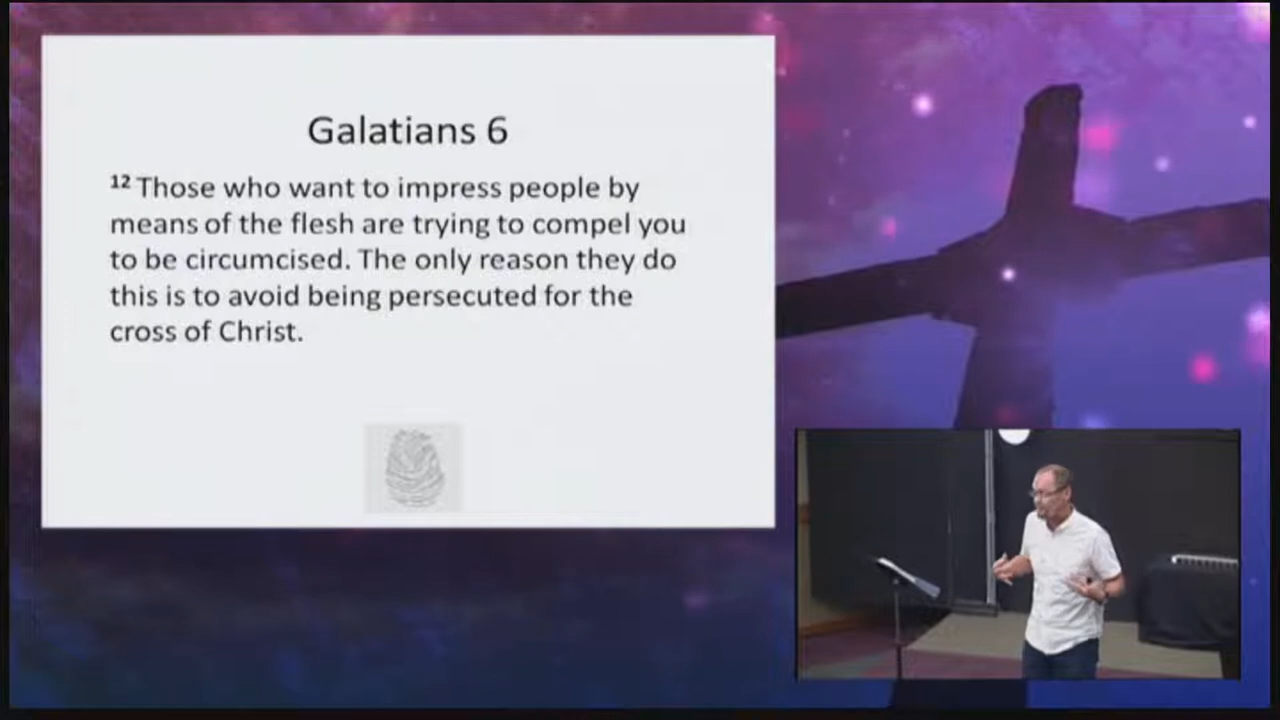 Galatians 6
12 Those who want to impress people by
means of the flesh are trying to compel you
to be circumcised. The only reason they do
this is to avoid being persecuted for the
cross of Christ.